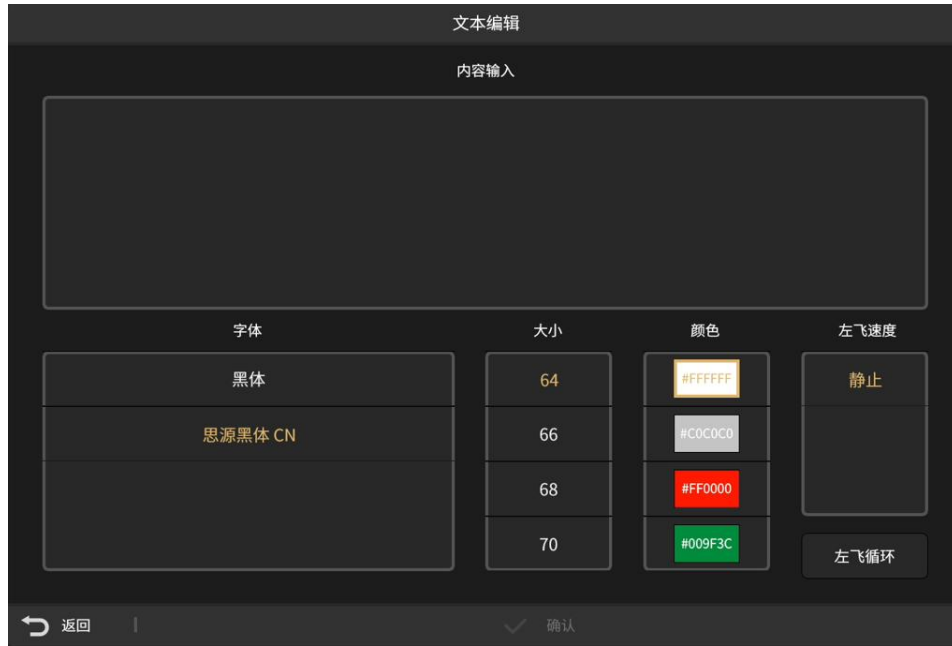 文本编辑
内容输入
字体 大小 颜色 左飞速度
黑体 64 #FFFFFF 静止
思源黑体 CN 66 #C0C0C0
68 #FF0000
70 #009F3C
左飞循环
返回 确认